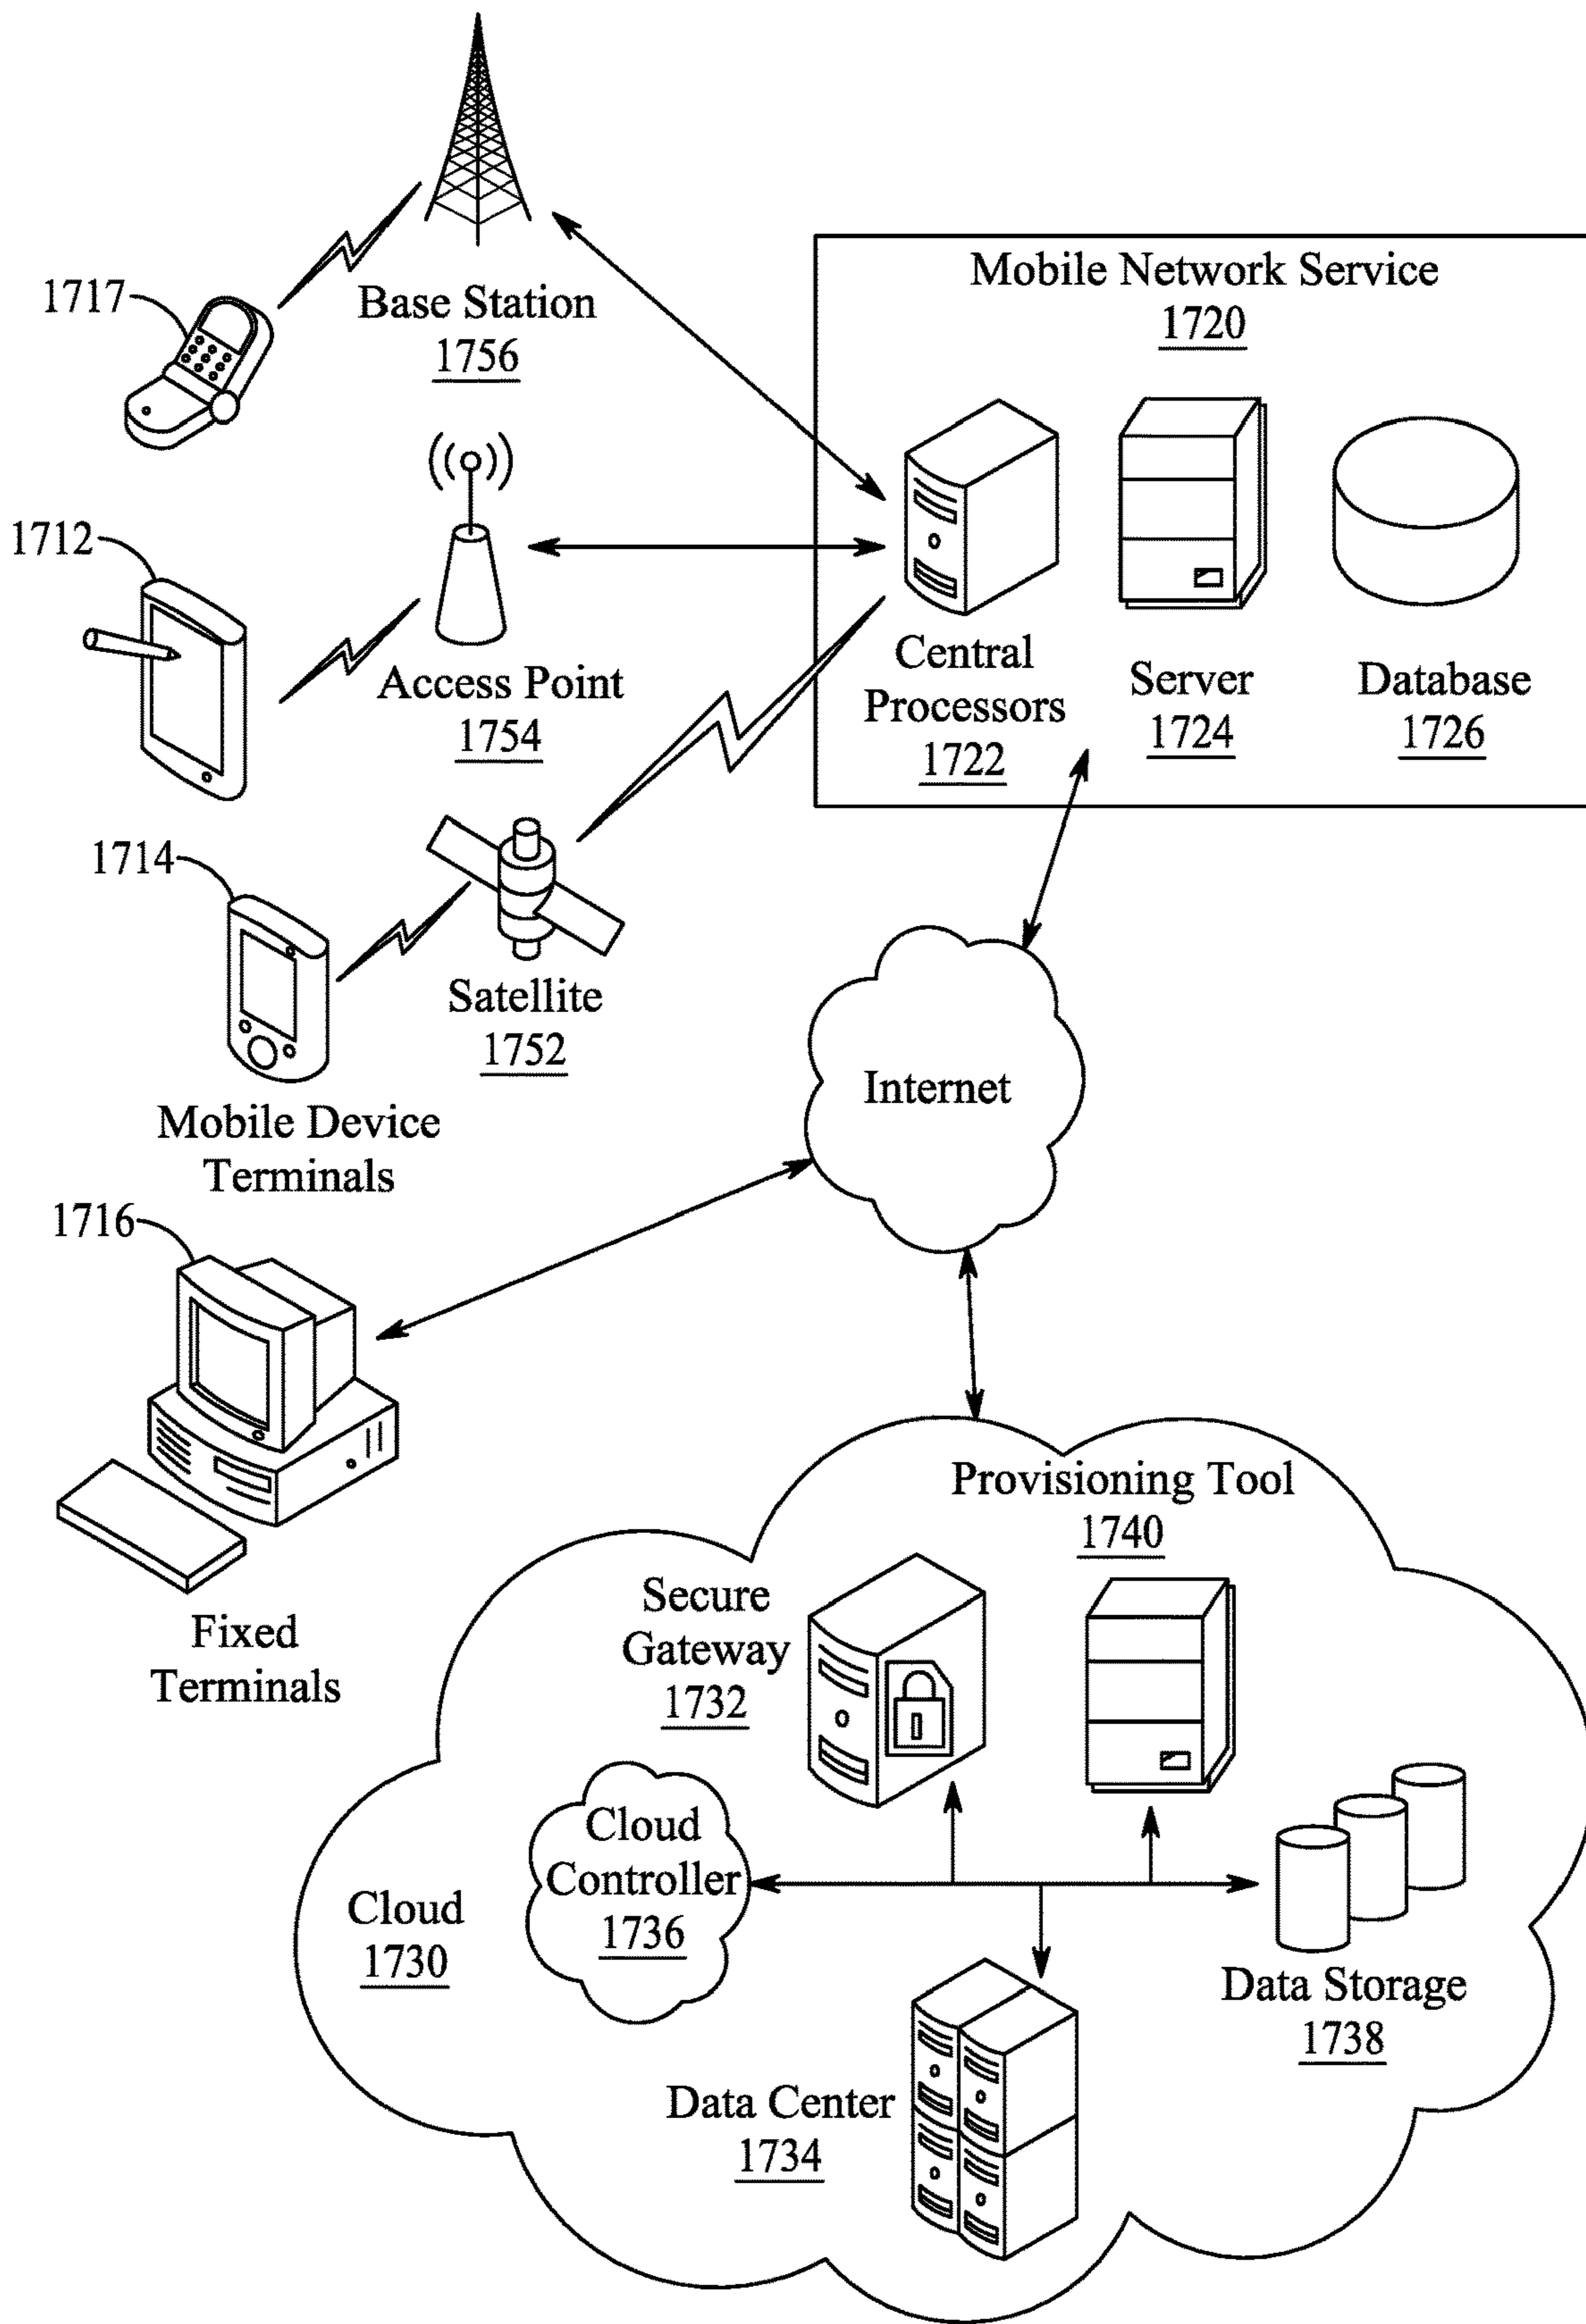 1717
Base Station
1756
Mobile Network Service
1720
1712
Access Point
1754
Central
Processors
1722
Server
1724
Database
1726
1714
Satellite
1752
Mobile Device
Terminals
Internet
1716
Fixed
Terminals
Provisioning Tool
1740
Secure
Gateway
1732
Cloud
Controller
1736
Cloud
1730
Data Storage
1738
Data Center
1734